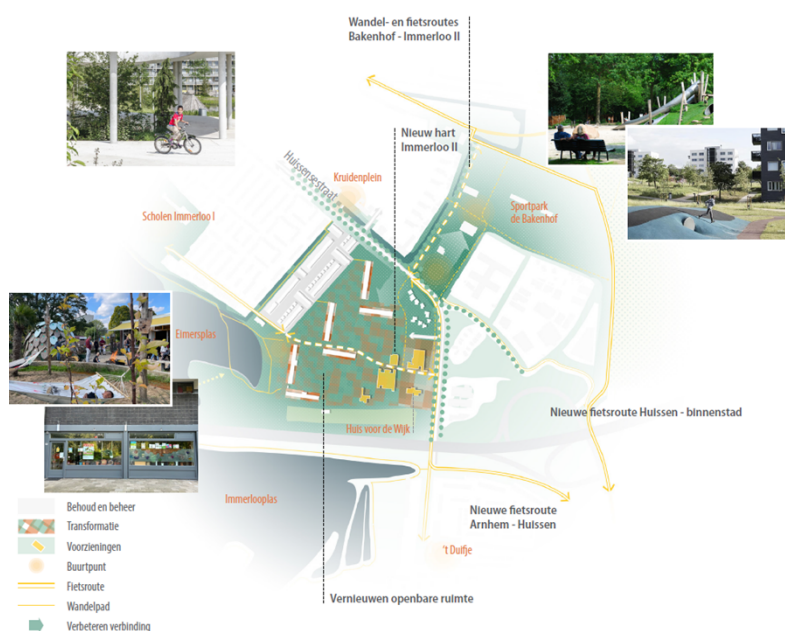 Wandel- en fietsroutes
Bakenhof - Immerloo II
Nieuw hart
Immerloo II
Huissensestraat
Kruidenplein
Scholen Immerloo I
Sportpark
de Bakenhof
Eimersplas
Nieuwe fietsroute Huissen - binnenstad
Huis voor de Wijk
Immerlooplas
Nieuwe fietsroute
Arnhem - Huissen
't Duifje
Vernieuwen openbare ruimte
Behoud en beheer
Transformatie
Voorzieningen
Buurtpunt
Fietsroute
Wandelpad
Verbeteren verbinding